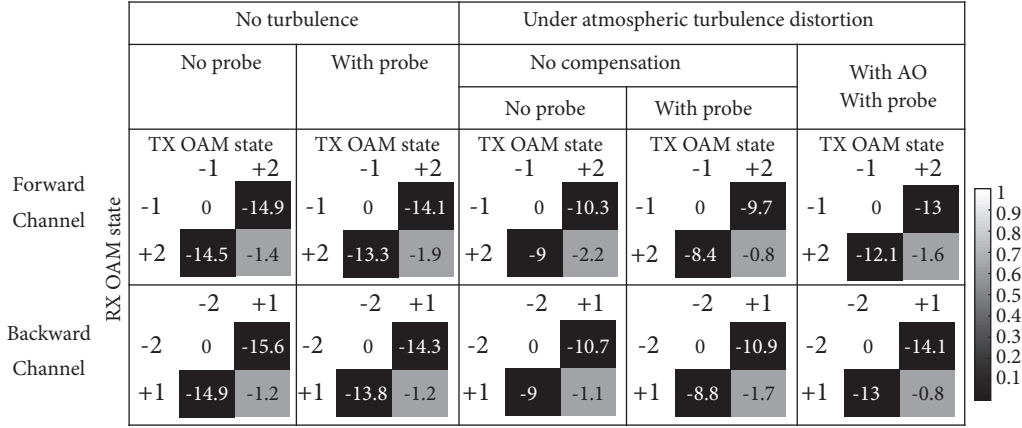 No turbulence Under atmospheric turbulence distortion
No probe With probe No compensation With AO
With probe
No probe With probe
TX OAM state TX OAM state TX OAM state TX OAM state TX OAM state
-1 +2 -1 +2 -1 +2 -1 +2 -1 +2
Forward
Channel
-1 0 -14.9 -1 0 -14.1 -1 0 -10.3 -1 0 -9.7 -1 0 -13
+2 -14.5 -1.4 +2 -13.3 -1.9 +2 -9 -2.2 +2 -8.4 -0.8 +2 -12.1 -1.6
RX OAM state
-2 +1 -2 +1 -2 +1 -2 +1 -2 +1
Backward
Channel
-2 0 -15.6 -2 0 -14.3 -2 0 -10.7 -2 0 -10.9 -2 0 -14.1
+1 -14.9 -1.2 +1 -13.8 -1.2 +1 -9 -1.1 +1 -8.8 -1.7 +1 -13 -0.8
1
0.9
0.8
0.7
0.6
0.5
0.4
0.3
0.2
0.1